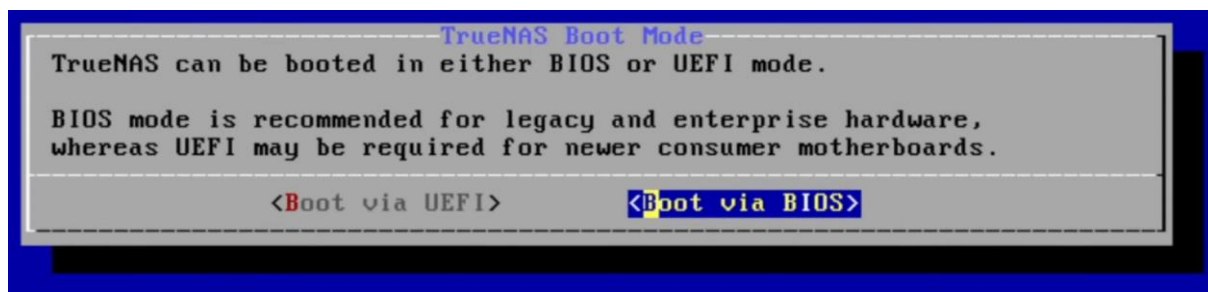 TrueNAS Boot Mode
TrueNAS can be booted in either BIOS or UEFI mode.
BIOS mode is recommended for legacy and enterprise hardware,
whereas UEFI may be required for newer consumer motherboards.
<Boot via UEFI> <Boot via BIOS>